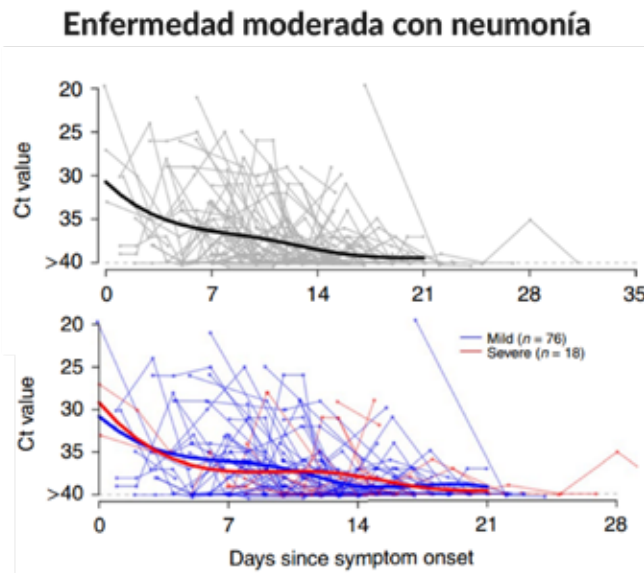 Enfermedad moderada con neumonía
20
25
30
35
>40
Ct value
0 7 14 21 28 35
20
25
30
35
>40
Ct value
Mild (n = 76)
Severe (n = 18)
0 7 14 21 28
Days since symptom onset